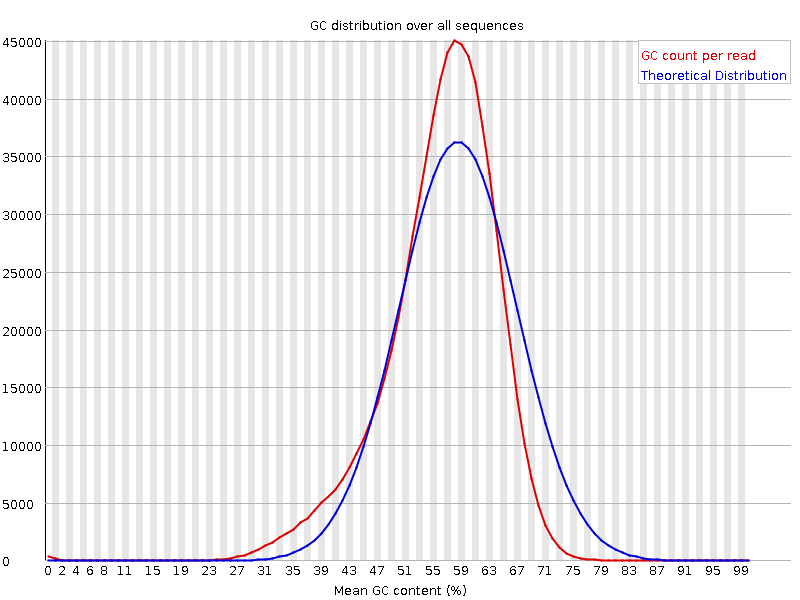 GC distribution over all sequences
GC count per read
Theoretical Distribution
45000
40000
35000
30000
25000
20000
15000
10000
5000
0
0 2 4 6 8 11 15 19 23 27 31 35 39 43 47 51 55 59 63 67 71 75 79 83 87 91 95 99
Mean GC content (%)